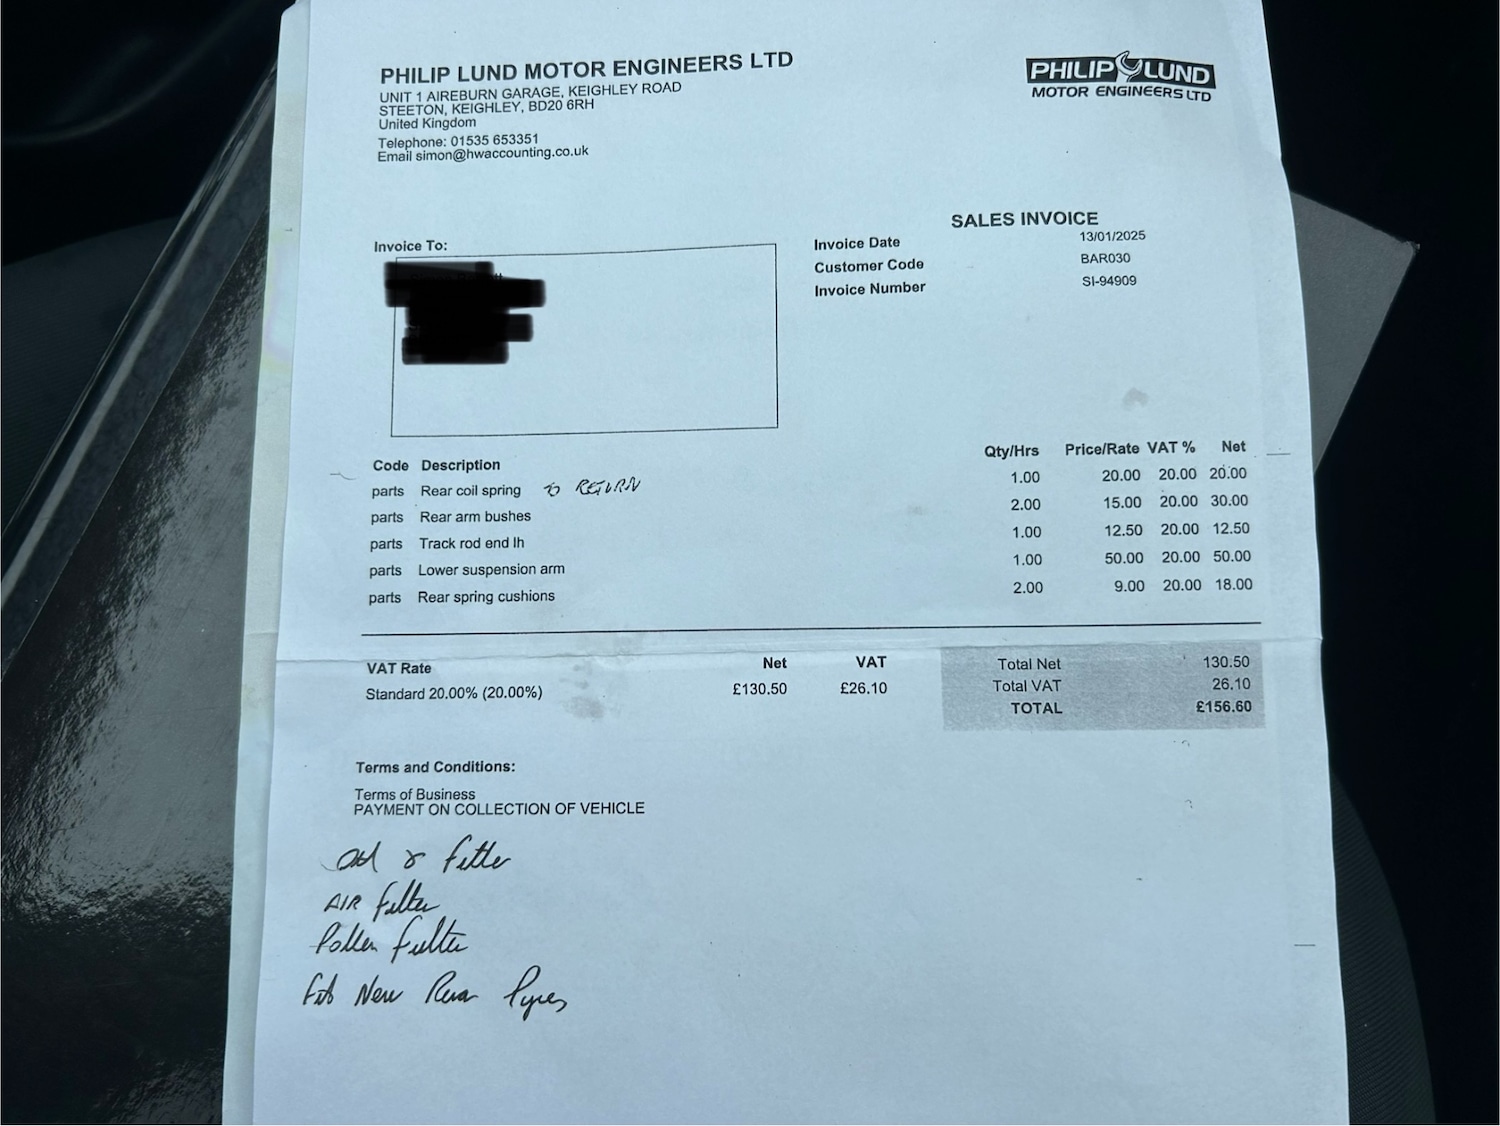 PHILIP LUND MOTOR ENGINEERS LTD
UNIT 1 AIREBURN GARAGE, KEIGHLEY ROAD
STEETON, KEIGHLEY, BD20 6RH
United Kingdom
Telephone: 01535 653351
Email simon@hwaccounting.co.uk
PHILIP LUND
MOTOR ENGINEERS LTD
SALES INVOICE
Invoice To:
Invoice Date 13/01/2025
Customer Code BAR030
Invoice Number SI-94909
Code Description Qty/Hrs Price/Rate VAT % Net
parts Rear coil spring to RETURN 1.00 20.00 20.00 20.00
parts Rear arm bushes 2.00 15.00 20.00 30.00
parts Track rod end lh 1.00 12.50 20.00 12.50
parts Lower suspension arm 1.00 50.00 20.00 50.00
parts Rear spring cushions 2.00 9.00 20.00 18.00
VAT Rate Net VAT
Standard 20.00% (20.00%) £130.50 £26.10
Total Net 130.50
Total VAT 26.10
TOTAL £156.60
Terms and Conditions:
Terms of Business
PAYMENT ON COLLECTION OF VEHICLE
& filter
AIR filter
Pollen filter
Fit New Rear